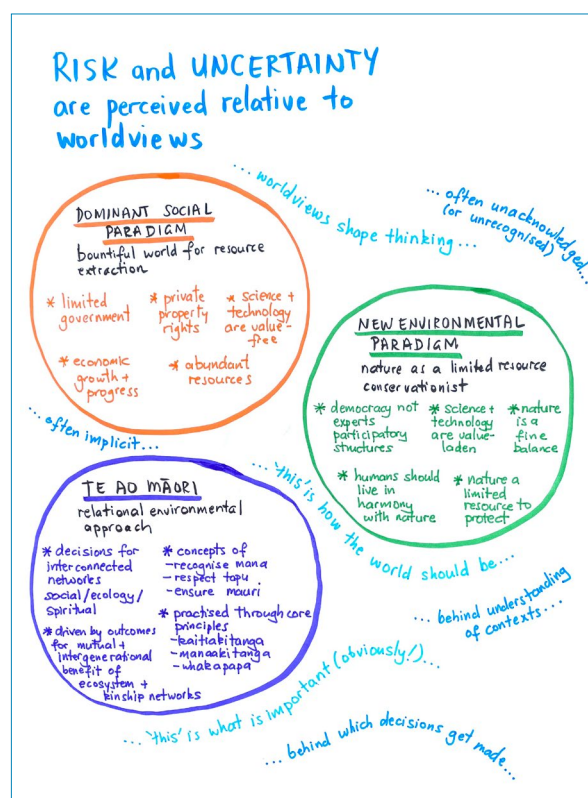 RISK and UNCERTAINTY
are perceived relative to
worldviews
... worldviews shape thinking...
... often unacknowledged...
(or unrecognised)
DOMINANT SOCIAL
PARADIGM
bountiful world for resource
extraction
* limited
government
* private
property
rights
* science +
technology
are value-
free
* economic
growth +
progress
* abundant
resources
NEW ENVIRONMENTAL
PARADIGM
nature as a limited resource
conservationist
* democracy not
experts
participatory
structures
* science +
technology
are value-
laden
* nature
is a
fine
balance
* humans should
live in
harmony
with nature
* nature a
limited
resource to
protect
...often implicit...
...'this' is how the world should be...
TE AO MĀORI
relational environmental
approach
* decisions for
interconnected
networks
social/ecology/
spiritual
* driven by outcomes
for mutual +
intergenerational
benefit of
ecosystem +
kinship networks
* concepts of
-recognise mana
-respect tapu
-ensure mauri
* practised through core
principles
-kaitiakitanga
-manaakitanga
-whakapapa
... behind understanding
of contexts...
... 'this' is what is important (obviously!)...
... behind which decisions get made...